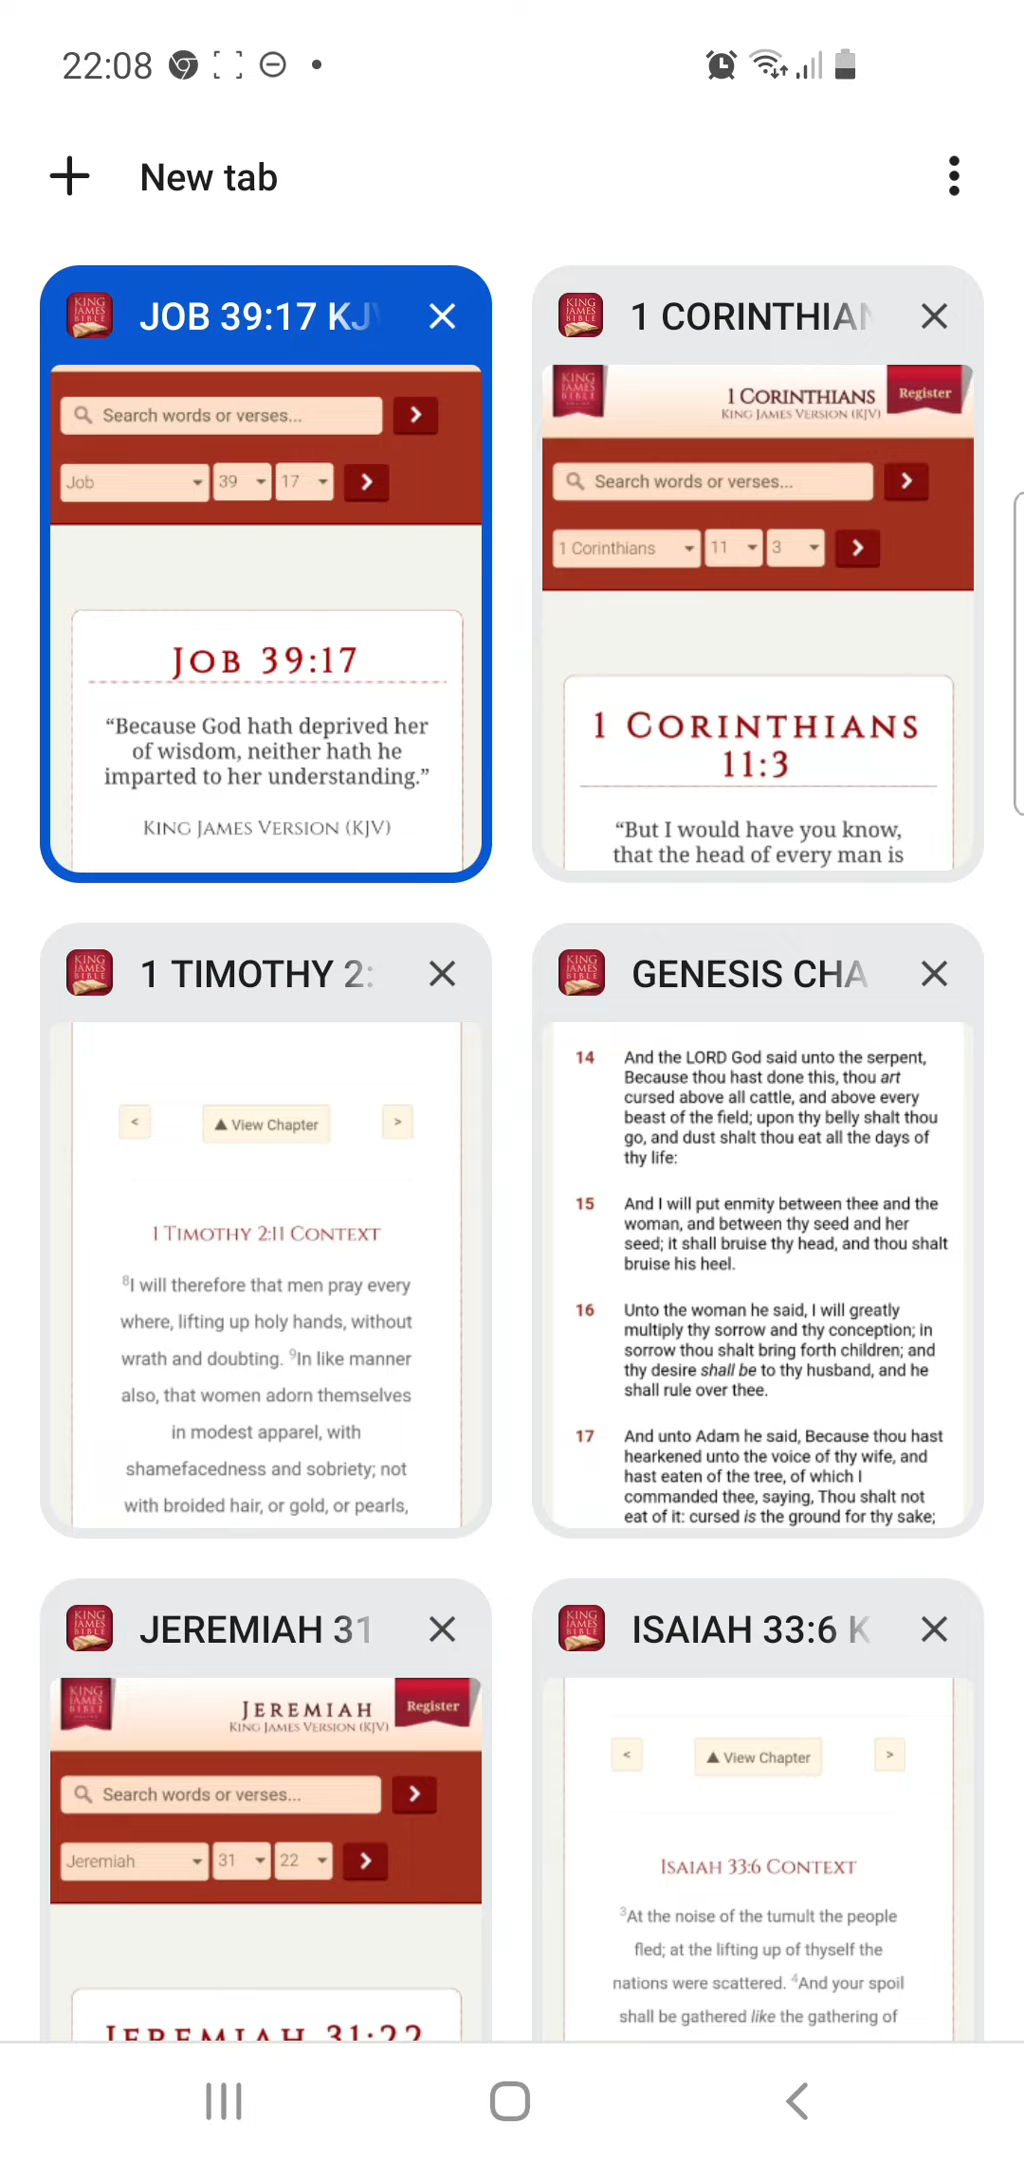 22:08
New tab
JOB 39:17 KJV
Search words or verses...
Job 39 17
JOB 39:17
“Because God hath deprived her
of wisdom, neither hath he
imparted to her understanding.”
KING JAMES VERSION (KJV)
1 CORINTHIAN
KING JAMES BIBLE
1 CORINTHIANS
KING JAMES VERSION (KJV)
Register
Search words or verses...
1 Corinthians 11 3
1 CORINTHIANS
11:3
“But I would have you know,
that the head of every man is
1 TIMOTHY 2:
< ▲ View Chapter >
1 TIMOTHY 2:11 CONTEXT
8I will therefore that men pray every
where, lifting up holy hands, without
wrath and doubting. 9In like manner
also, that women adorn themselves
in modest apparel, with
shamefacedness and sobriety; not
with broided hair, or gold, or pearls,
GENESIS CHA
14 And the LORD God said unto the serpent,
Because thou hast done this, thou art
cursed above all cattle, and above every
beast of the field; upon thy belly shalt thou
go, and dust shalt thou eat all the days of
thy life:
15 And I will put enmity between thee and the
woman, and between thy seed and her
seed; it shall bruise thy head, and thou shalt
bruise his heel.
16 Unto the woman he said, I will greatly
multiply thy sorrow and thy conception; in
sorrow thou shalt bring forth children; and
thy desire shall be to thy husband, and he
shall rule over thee.
17 And unto Adam he said, Because thou hast
hearkened unto the voice of thy wife, and
hast eaten of the tree, of which I
commanded thee, saying, Thou shalt not
eat of it: cursed is the ground for thy sake;
JEREMIAH 31
KING JAMES BIBLE
JEREMIAH
KING JAMES VERSION (KJV)
Register
Search words or verses...
Jeremiah 31 22
JEREMIAH 31:22
ISAIAH 33:6 K
< ▲ View Chapter >
ISAIAH 33:6 CONTEXT
3At the noise of the tumult the people
fled; at the lifting up of thyself the
nations were scattered. 4And your spoil
shall be gathered like the gathering of